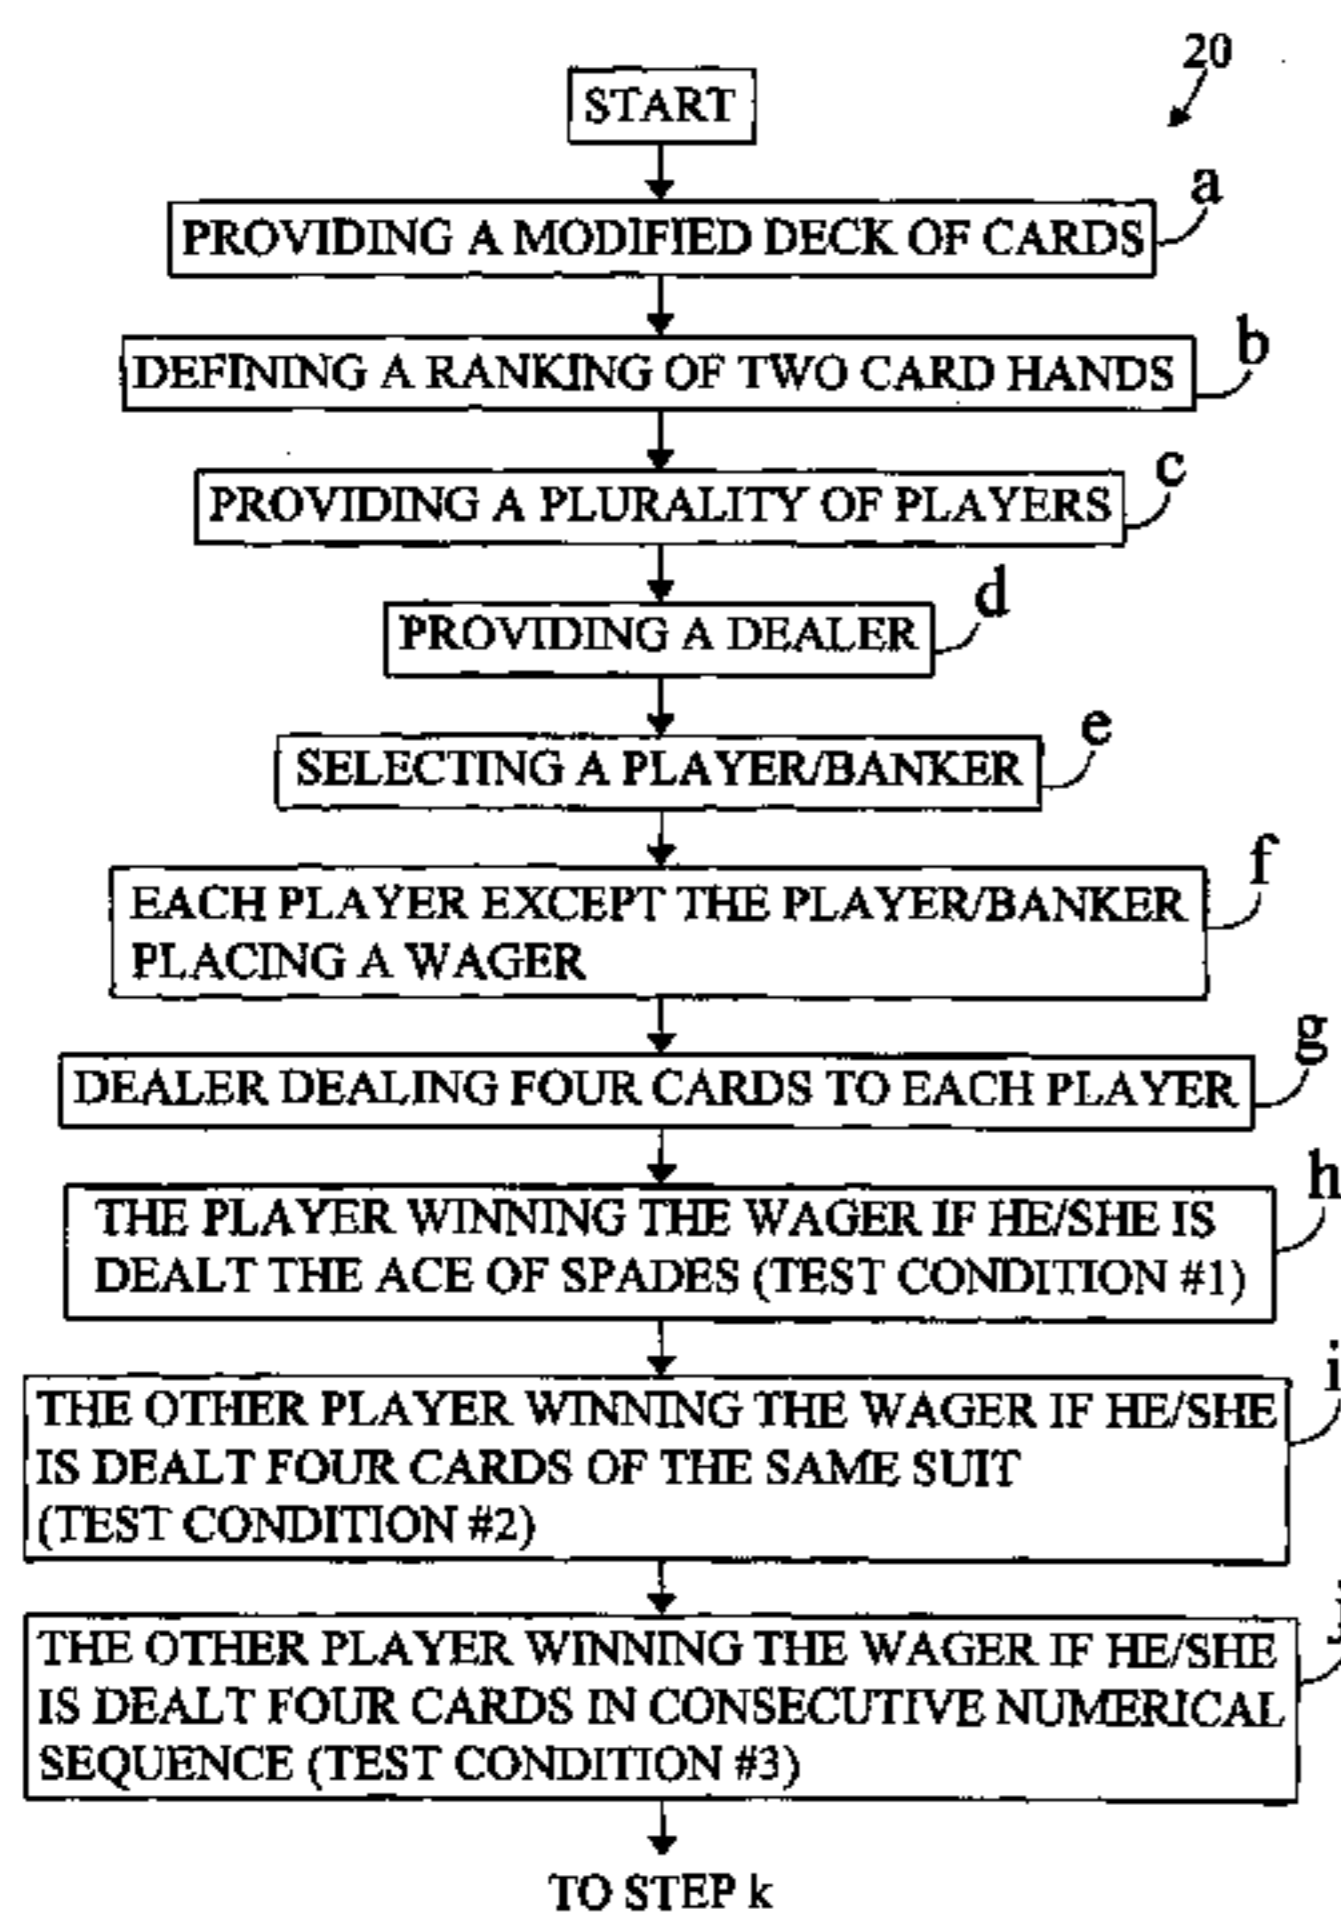 20
START
a
PROVIDING A MODIFIED DECK OF CARDS
b
DEFINING A RANKING OF TWO CARD HANDS
c
PROVIDING A PLURALITY OF PLAYERS
d
PROVIDING A DEALER
e
SELECTING A PLAYER/BANKER
f
EACH PLAYER EXCEPT THE PLAYER/BANKER
PLACING A WAGER
g
DEALER DEALING FOUR CARDS TO EACH PLAYER
h
THE PLAYER WINNING THE WAGER IF HE/SHE IS
DEALT THE ACE OF SPADES (TEST CONDITION #1)
i
THE OTHER PLAYER WINNING THE WAGER IF HE/SHE
IS DEALT FOUR CARDS OF THE SAME SUIT
(TEST CONDITION #2)
j
THE OTHER PLAYER WINNING THE WAGER IF HE/SHE
IS DEALT FOUR CARDS IN CONSECUTIVE NUMERICAL
SEQUENCE (TEST CONDITION #3)
TO STEP k